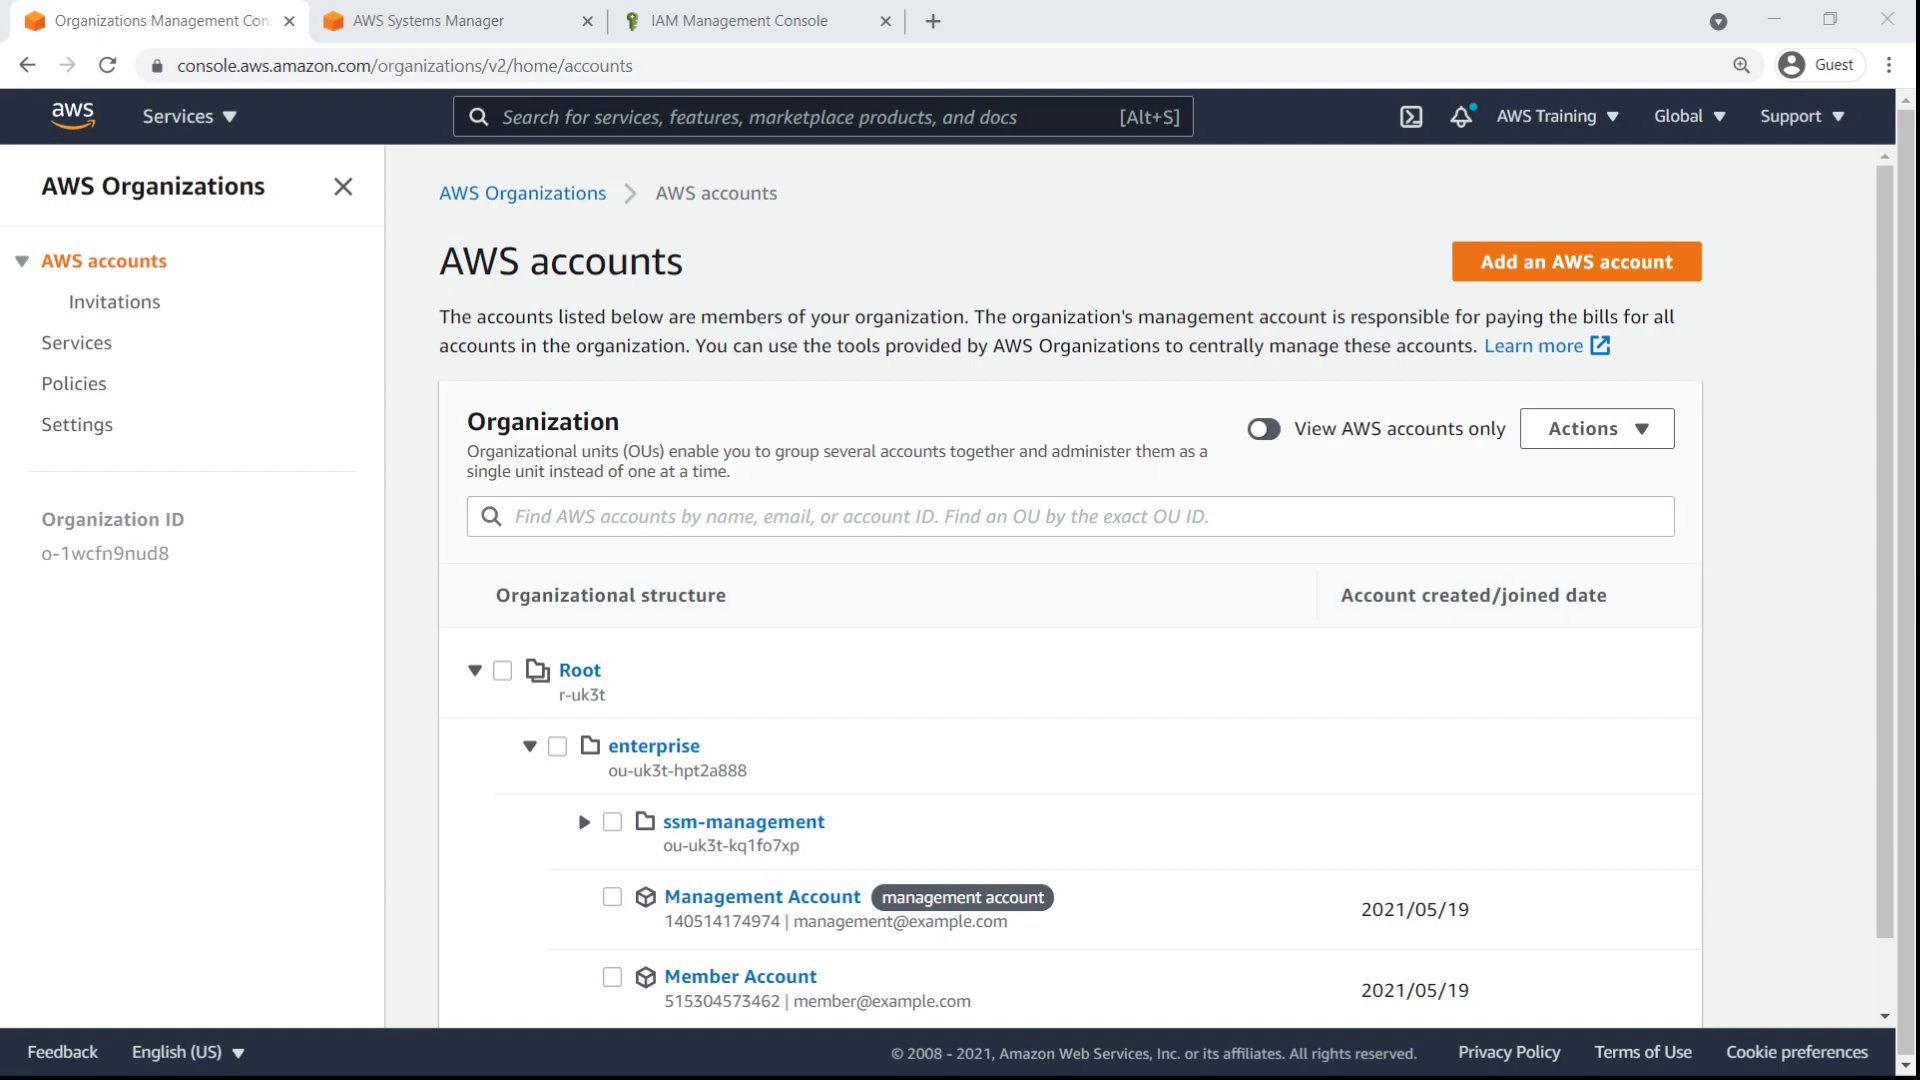 Organizations Management Con
AWS Systems Manager
IAM Management Console
console.aws.amazon.com/organizations/v2/home/accounts
Guest
aws
Services
Search for services, features, marketplace products, and docs
[Alt+S]
AWS Training
Global
Support
AWS Organizations
AWS accounts
Invitations
Services
Policies
Settings
Organization ID
o-1wcfn9nud8
AWS Organizations
AWS accounts
AWS accounts
Add an AWS account
The accounts listed below are members of your organization. The organization's management account is responsible for paying the bills for all
accounts in the organization. You can use the tools provided by AWS Organizations to centrally manage these accounts. Learn more
Organization
Organizational units (OUs) enable you to group several accounts together and administer them as a
single unit instead of one at a time.
View AWS accounts only
Actions
Find AWS accounts by name, email, or account ID. Find an OU by the exact OU ID.
Organizational structure
Account created/joined date
Root
r-uk3t
enterprise
ou-uk3t-hpt2a888
ssm-management
ou-uk3t-kq1fo7xp
Management Account management account
140514174974 | management@example.com
2021/05/19
Member Account
515304573462 | member@example.com
2021/05/19
Feedback
English (US)
© 2008 - 2021, Amazon Web Services, Inc. or its affiliates. All rights reserved.
Privacy Policy
Terms of Use
Cookie preferences